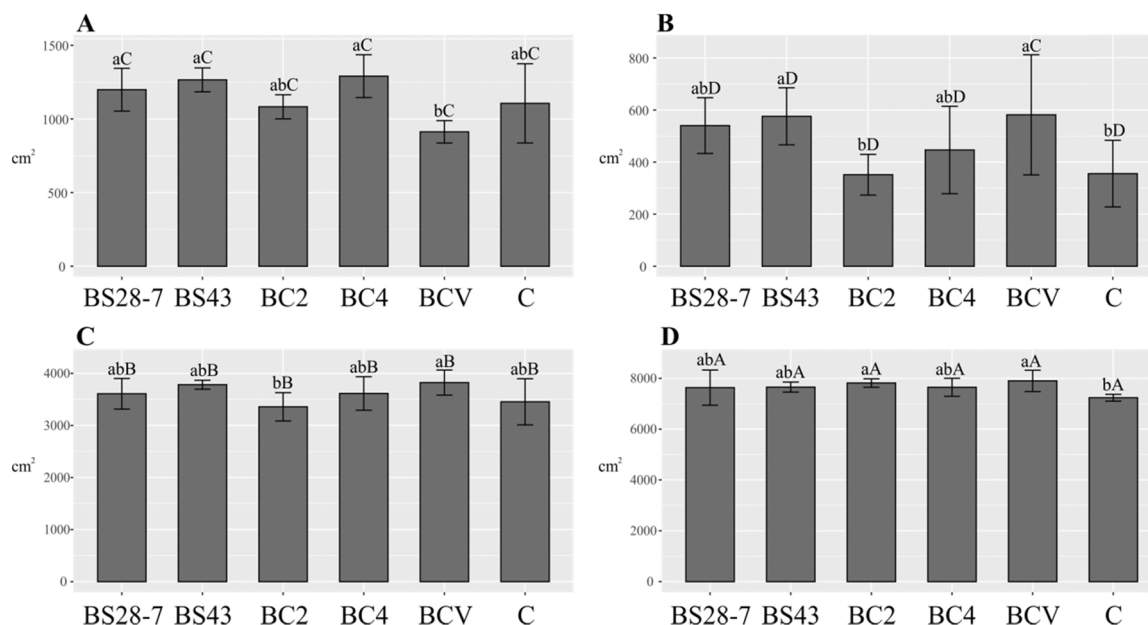 A
1500
1000
cm²
500
0
aC aC abC aC bC abC
BS28-7 BS43 BC2 BC4 BCV C
B
800
600
cm²
400
200
0
abD aD bD abD aC bD
BS28-7 BS43 BC2 BC4 BCV C
C
4000
3000
cm²
2000
1000
0
abB abB bB abB aB abB
BS28-7 BS43 BC2 BC4 BCV C
D
8000
6000
cm²
4000
2000
0
abA abA aA abA aA bA
BS28-7 BS43 BC2 BC4 BCV C